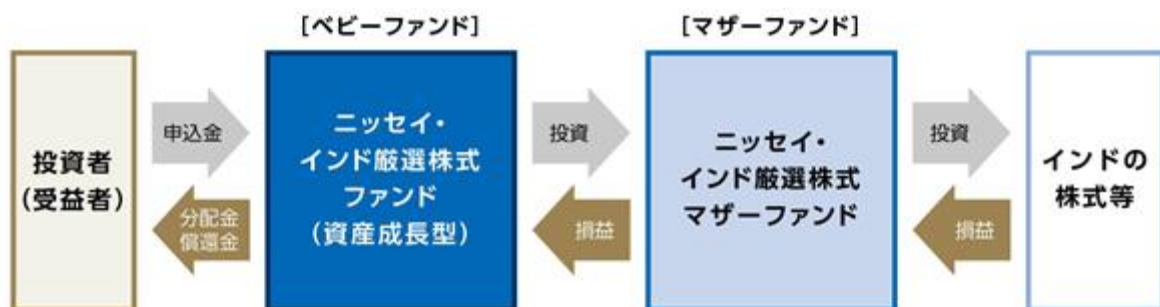 [ベビーファンド]
[マザーファンド]
投資者
(受益者)
申込金
分配金
償還金
ニッセイ・
インド厳選株式
ファンド
(資産成長型)
投資
損益
ニッセイ・
インド厳選株式
マザーファンド
投資
損益
インドの
株式等